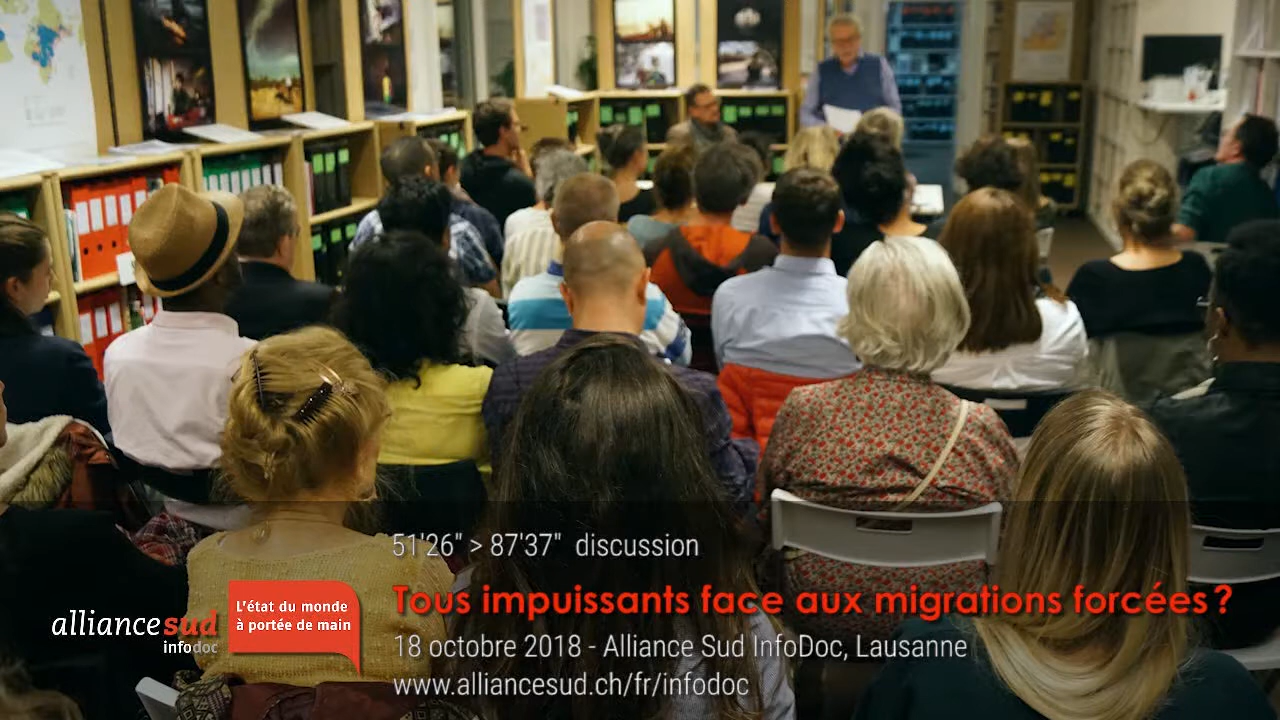 51'26" > 87'37" discussion
Tous impuissants face aux migrations forcées ?
18 octobre 2018 - Alliance Sud InfoDoc, Lausanne
www.alliancesud.ch/fr/infodoc
alliancesud
infodoc
L'état du monde
à portée de main